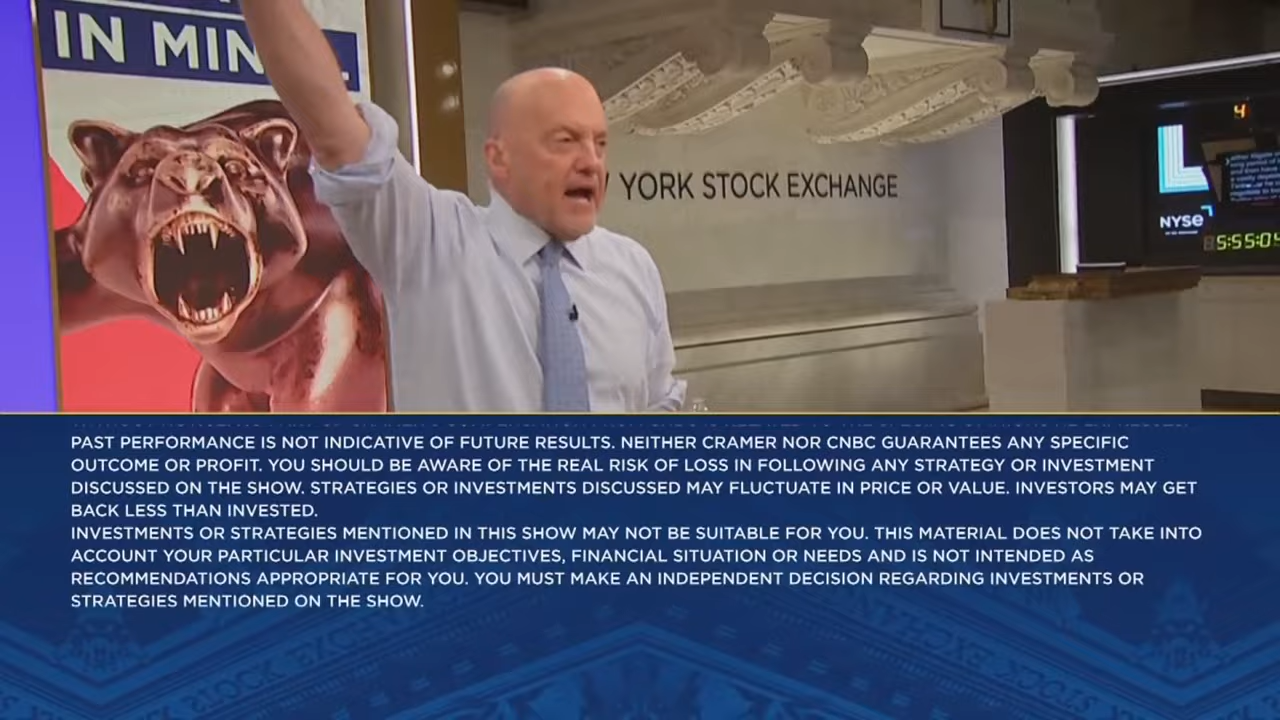 IN MIN
YORK STOCK EXCHANGE
4
NYSE
5:55:0
PAST PERFORMANCE IS NOT INDICATIVE OF FUTURE RESULTS. NEITHER CRAMER NOR CNBC GUARANTEES ANY SPECIFIC
OUTCOME OR PROFIT. YOU SHOULD BE AWARE OF THE REAL RISK OF LOSS IN FOLLOWING ANY STRATEGY OR INVESTMENT
DISCUSSED ON THE SHOW. STRATEGIES OR INVESTMENTS DISCUSSED MAY FLUCTUATE IN PRICE OR VALUE. INVESTORS MAY GET
BACK LESS THAN INVESTED.
INVESTMENTS OR STRATEGIES MENTIONED IN THIS SHOW MAY NOT BE SUITABLE FOR YOU. THIS MATERIAL DOES NOT TAKE INTO
ACCOUNT YOUR PARTICULAR INVESTMENT OBJECTIVES, FINANCIAL SITUATION OR NEEDS AND IS NOT INTENDED AS
RECOMMENDATIONS APPROPRIATE FOR YOU. YOU MUST MAKE AN INDEPENDENT DECISION REGARDING INVESTMENTS OR
STRATEGIES MENTIONED ON THE SHOW.